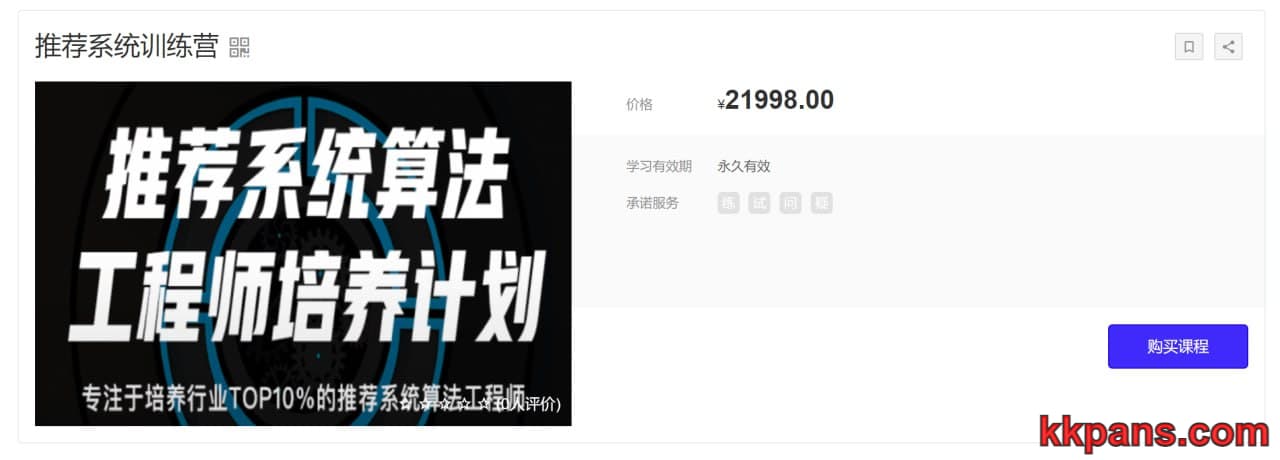 推荐系统训练营
推荐系统算法
工程师培养计划
专注于培养行业TOP10%的推荐系统算法工程师
(0人评价)
价格 ¥21998.00
学习有效期 永久有效
承诺服务 练 试 问 疑
购买课程
kkpans.com